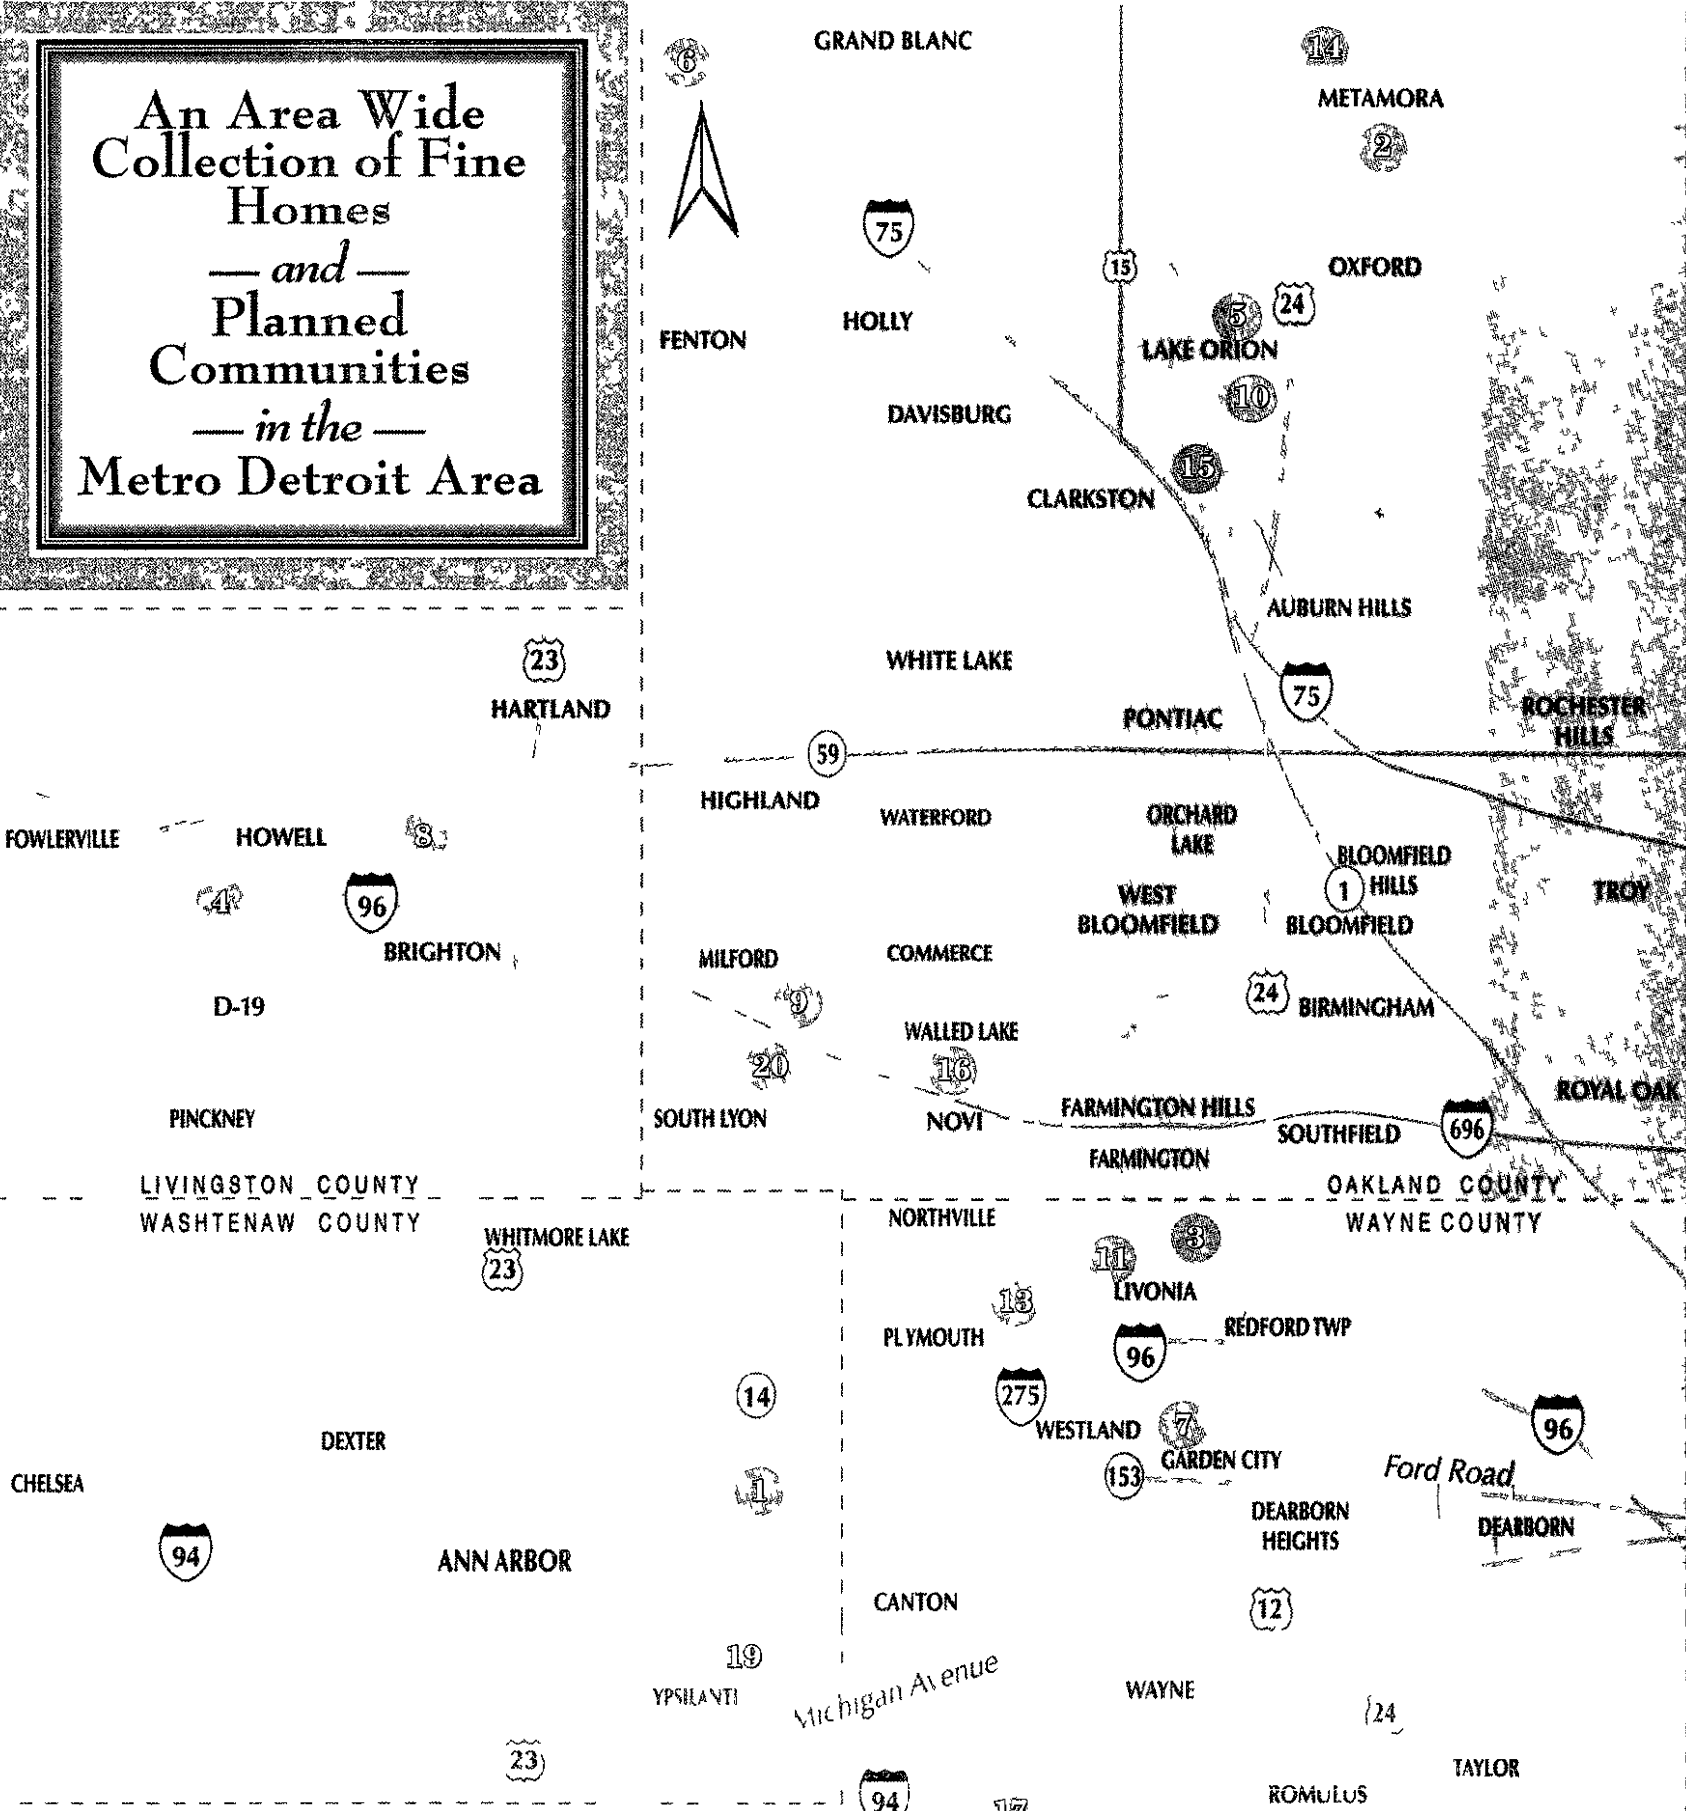 An Area Wide
Collection of Fine
Homes
— and —
Planned
Communities
— in the —
Metro Detroit Area
6
GRAND BLANC
14
METAMORA
2
75
15
OXFORD
5
24
FENTON
HOLLY
LAKE ORION
10
DAVISBURG
15
CLARKSTON
AUBURN HILLS
23
HARTLAND
WHITE LAKE
75
PONTIAC
ROCHESTER
HILLS
59
HIGHLAND
WATERFORD
ORCHARD
LAKE
FOWLERVILLE
HOWELL
8
BLOOMFIELD
HILLS
1
4
96
WEST
BLOOMFIELD
BLOOMFIELD
TROY
BRIGHTON
MILFORD
COMMERCE
D-19
9
24
BIRMINGHAM
WALLED LAKE
20
16
ROYAL OAK
PINCKNEY
SOUTH LYON
NOVI
FARMINGTON HILLS
SOUTHFIELD
696
FARMINGTON
LIVINGSTON COUNTY
OAKLAND COUNTY
WASHTENAW COUNTY
WAYNE COUNTY
WHITMORE LAKE
23
NORTHVILLE
3
11
LIVONIA
13
PLYMOUTH
96
REDFORD TWP
14
275
WESTLAND
7
96
DEXTER
GARDEN CITY
153
Ford Road
CHELSEA
1
DEARBORN
HEIGHTS
DEARBORN
94
ANN ARBOR
CANTON
12
19
YPSILANTI
Michigan Avenue
WAYNE
24
23
TAYLOR
94
17
ROMULUS